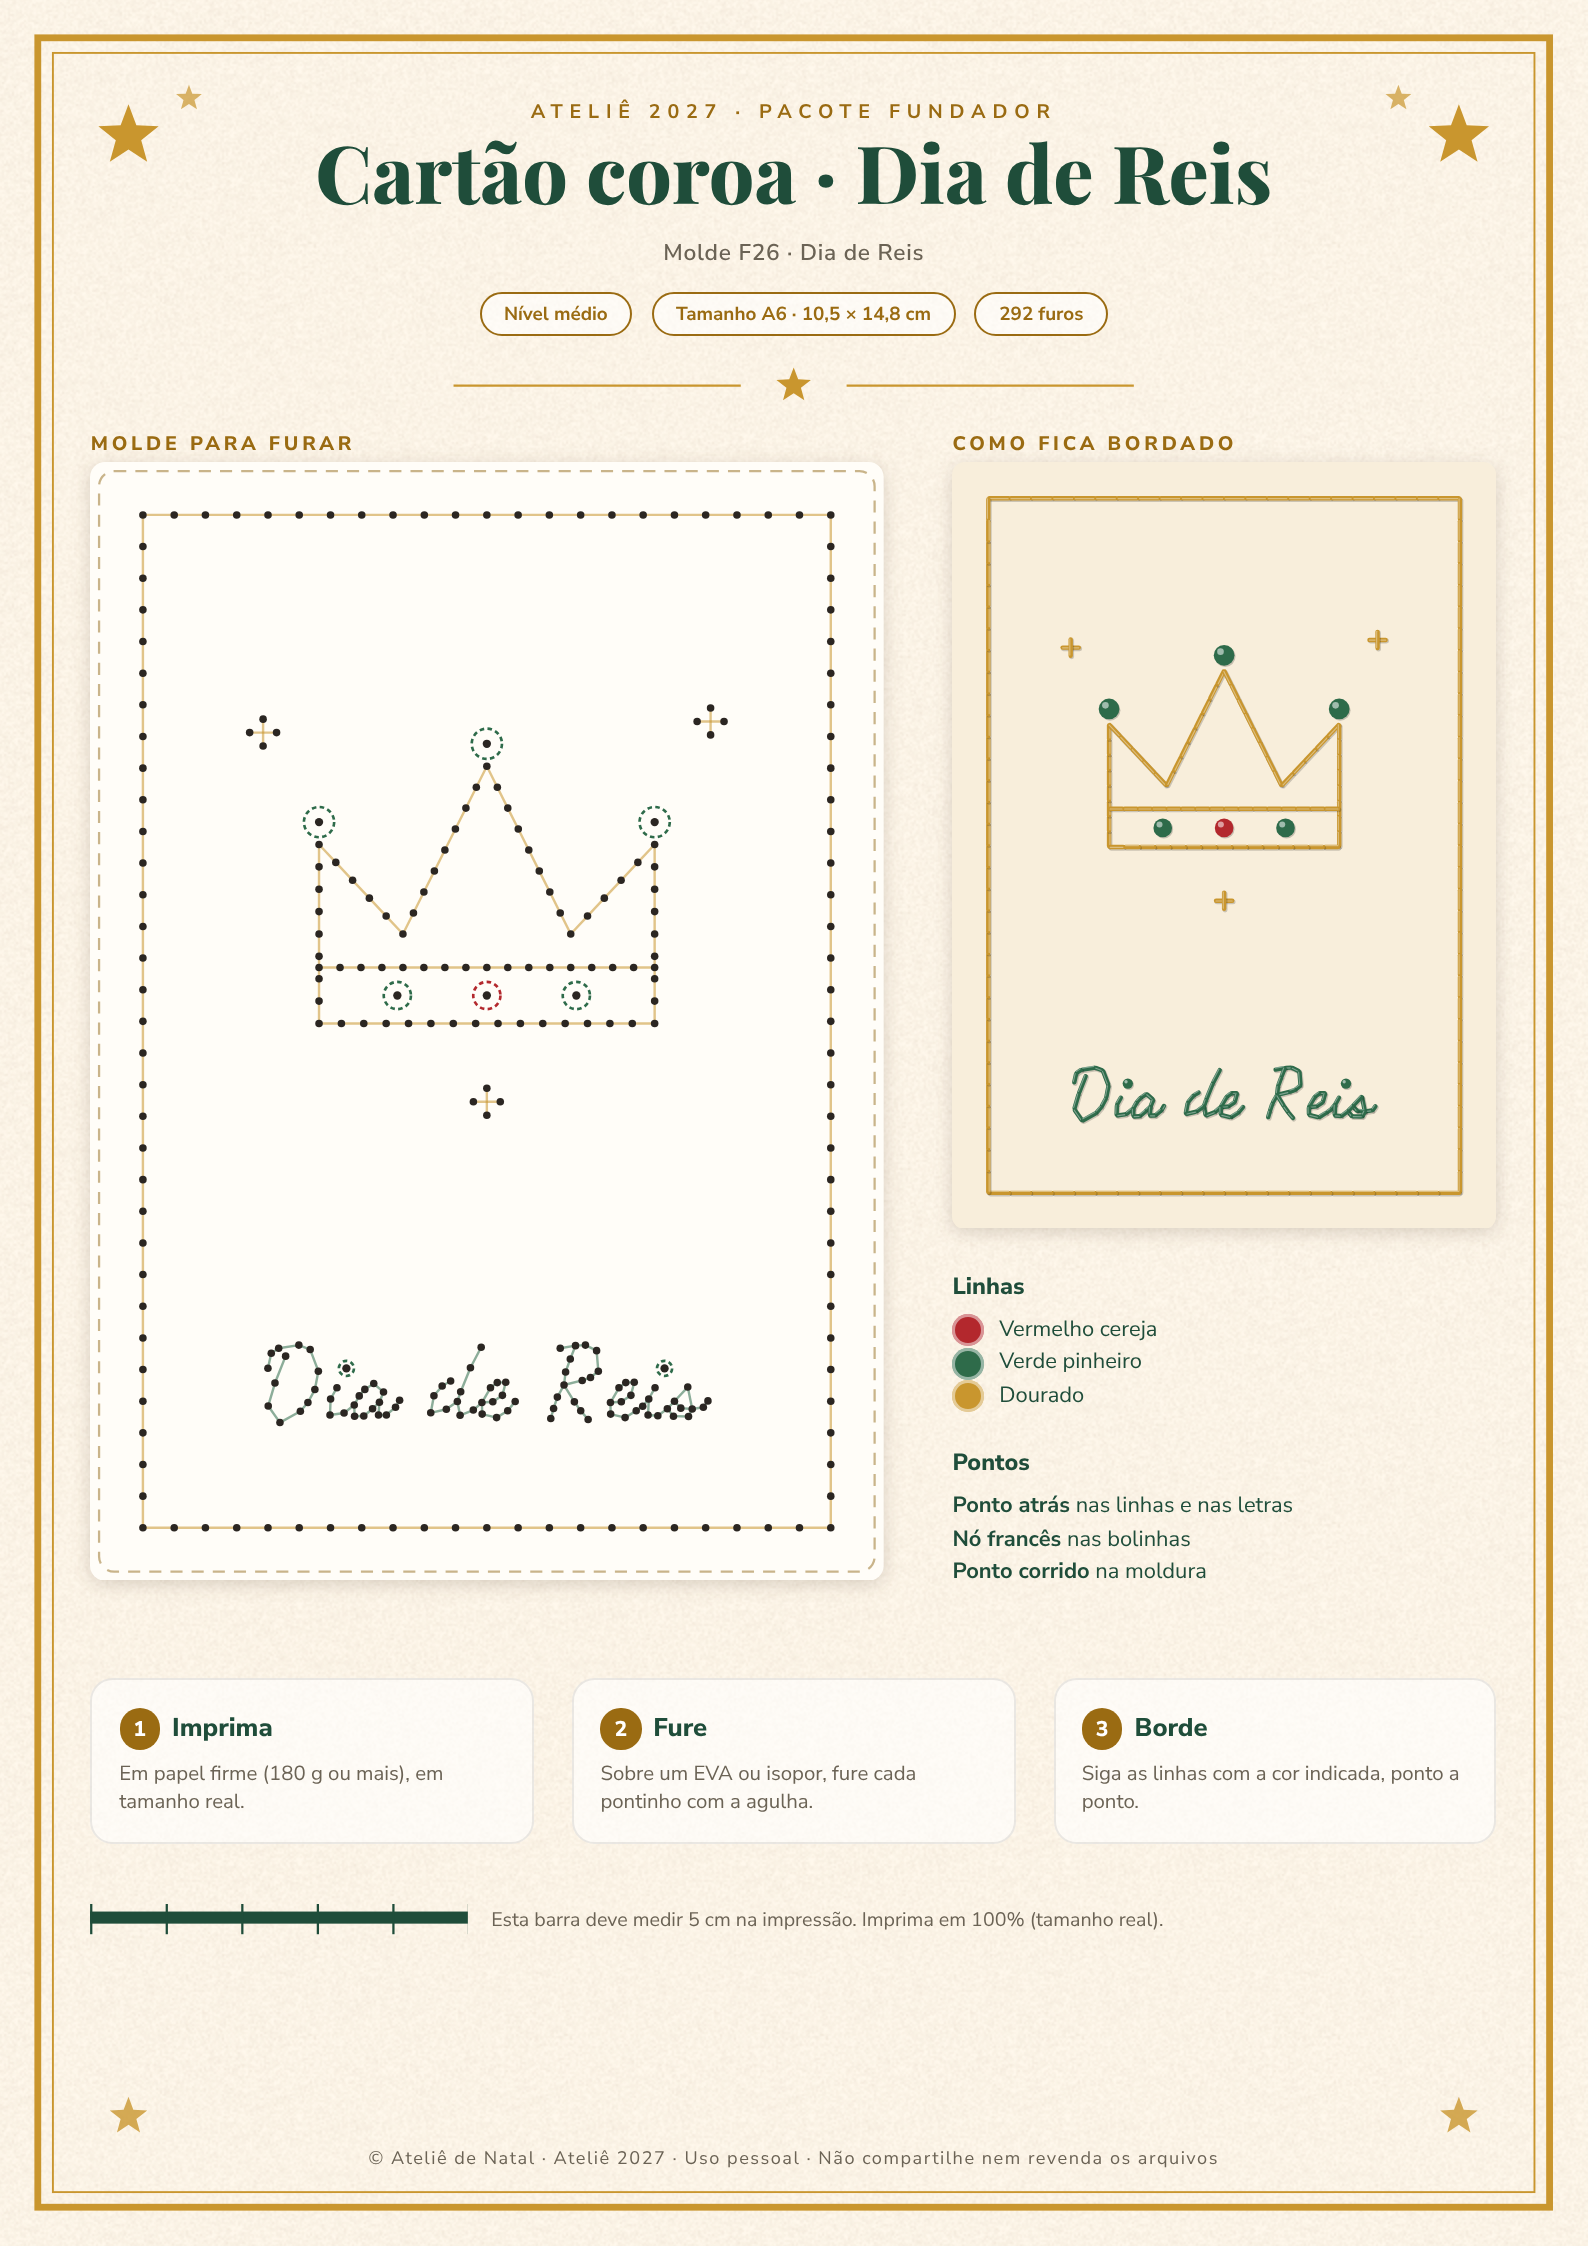 ATELIÊ 2027 · PACOTE FUNDADOR
Cartão coroa · Dia de Reis
Molde F26 · Dia de Reis
Nível médio
Tamanho A6 · 10,5 × 14,8 cm
292 furos
MOLDE PARA FURAR
Dia de Reis
COMO FICA BORDADO
Dia de Reis
Linhas
Vermelho cereja
Verde pinheiro
Dourado
Pontos
Ponto atrás nas linhas e nas letras
Nó francês nas bolinhas
Ponto corrido na moldura
1 Imprima
Em papel firme (180 g ou mais), em
tamanho real.
2 Fure
Sobre um EVA ou isopor, fure cada
pontinho com a agulha.
3 Borde
Siga as linhas com a cor indicada, ponto a
ponto.
Esta barra deve medir 5 cm na impressão. Imprima em 100% (tamanho real).
© Ateliê de Natal · Ateliê 2027 · Uso pessoal · Não compartilhe nem revenda os arquivos